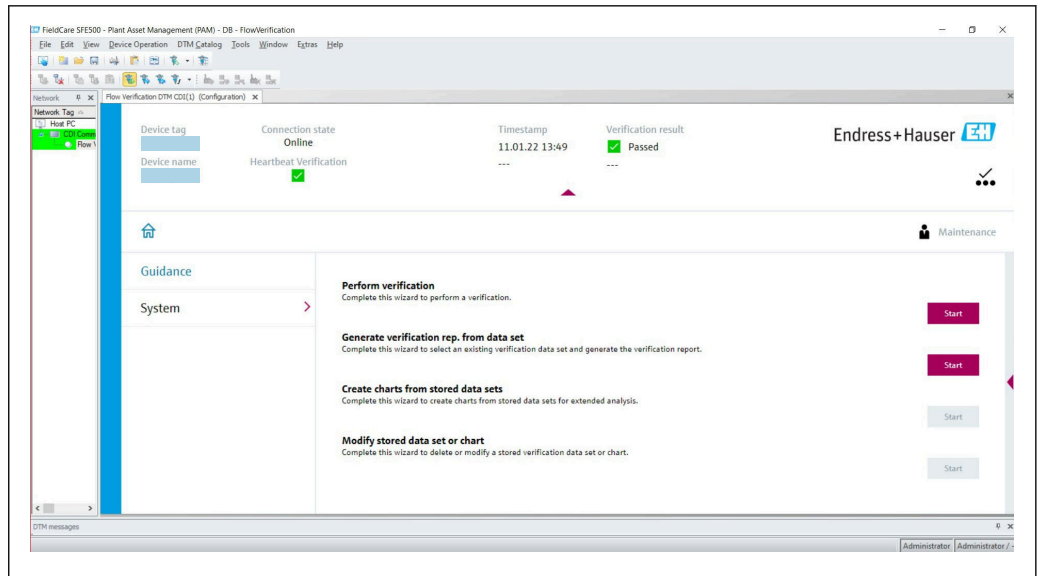 FieldCare SFE500 - Plant Asset Management (PAM) - DB - FlowVerification
File Edit View Device Operation DTM Catalog Tools Window Extras Help
Network
Flow Verification DTM CDI(1) (Configuration)
Network Tag
Host PC
CDI Comm
Flow V
Device tag
Connection state
Online
Timestamp
11.01.22 13:49
Verification result
Passed
Endress+Hauser
EH
Device name
Heartbeat Verification
---
---
Maintenance
Guidance
System
Perform verification
Complete this wizard to perform a verification.
Start
Generate verification rep. from data set
Complete this wizard to select an existing verification data set and generate the verification report.
Start
Create charts from stored data sets
Complete this wizard to create charts from stored data sets for extended analysis.
Start
Modify stored data set or chart
Complete this wizard to delete or modify a stored verification data set or chart.
Start
DTM messages
Administrator
Administrator / -